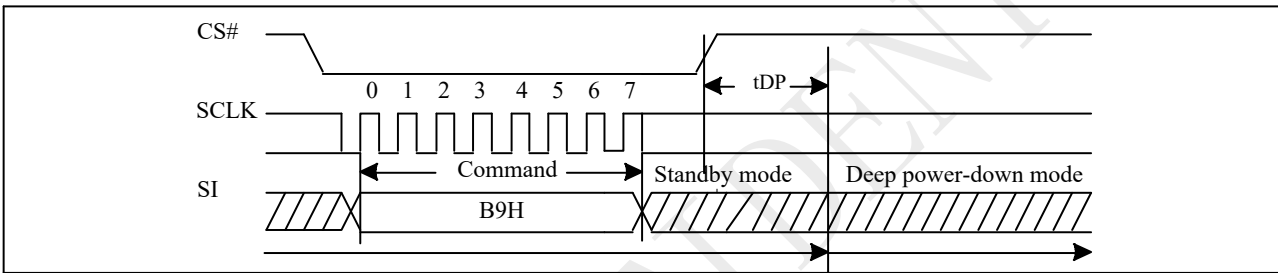 CS#
tDP
0 1 2 3 4 5 6 7
SCLK
Command
Standby mode
Deep power-down mode
SI
B9H